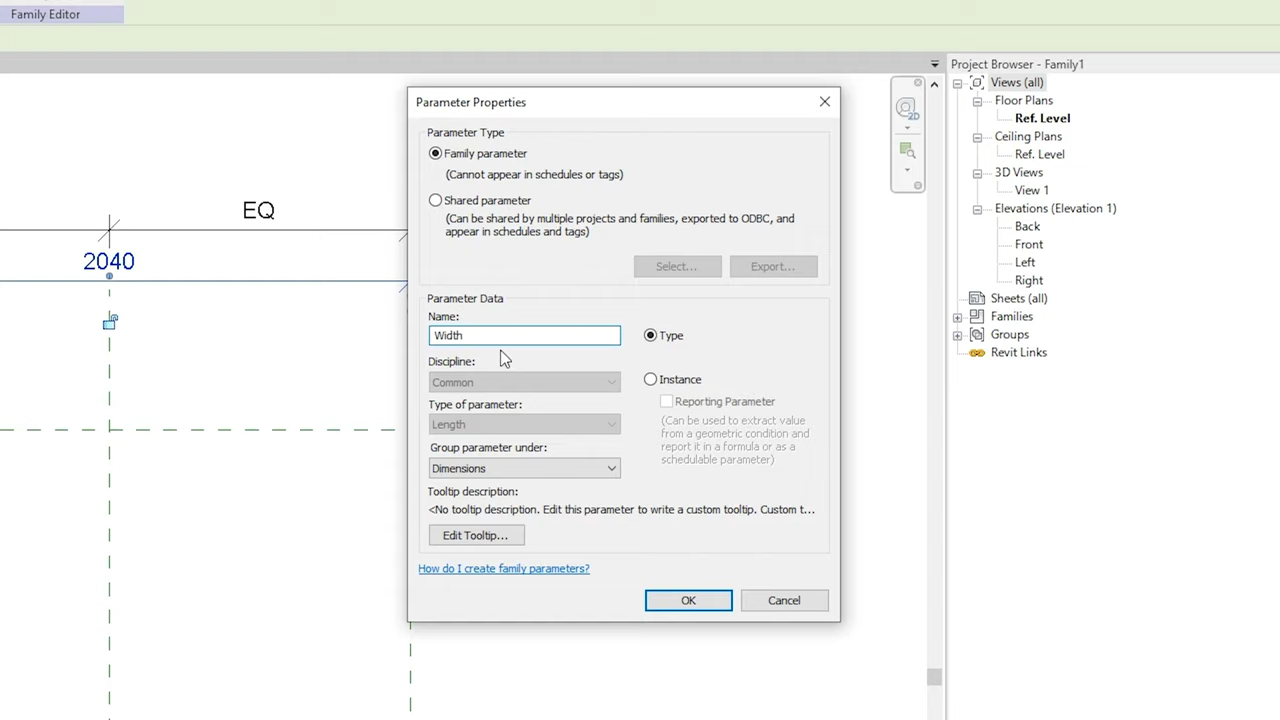 Family Editor
Project Browser - Family1
Views (all)
Floor Plans
Ref. Level
Ceiling Plans
Ref. Level
3D Views
View 1
Elevations (Elevation 1)
Back
Front
Left
Right
Sheets (all)
Families
Groups
Revit Links
2D
EQ
2040
Parameter Properties
Parameter Type
Family parameter
(Cannot appear in schedules or tags)
Shared parameter
(Can be shared by multiple projects and families, exported to ODBC, and
appear in schedules and tags)
Select...
Export...
Parameter Data
Name:
Width
Type
Discipline:
Common
Instance
Reporting Parameter
(Can be used to extract value
from a geometric condition and
report it in a formula or as a
schedulable parameter)
Type of parameter:
Length
Group parameter under:
Dimensions
Tooltip description:
<No tooltip description. Edit this parameter to write a custom tooltip. Custom t...
Edit Tooltip...
How do I create family parameters?
OK
Cancel